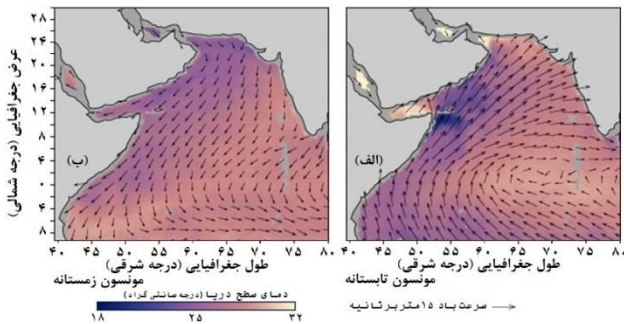 عرض جغرافیایی (درجه شمالی)
۲۸
۲۴
۲۰
۱۶
۱۲
۸
۴
۰
۴
۸
(ب)
(الف)
۴۰ ۴۵ ۵۰ ۵۵ ۶۰ ۶۵ ۷۰ ۷۵ ۸۰
۴۰ ۴۵ ۵۰ ۵۵ ۶۰ ۶۵ ۷۰ ۷۵ ۸۰
طول جغرافیایی (درجه شرقی)
طول جغرافیایی (درجه شرقی)
مونسون زمستانه
مونسون تابستانه
دمای سطح دریا (درجه سانتی گراد)
۱۸ ۲۵ ۳۲
سرعت باد ۱۵ متر بر ثانیه